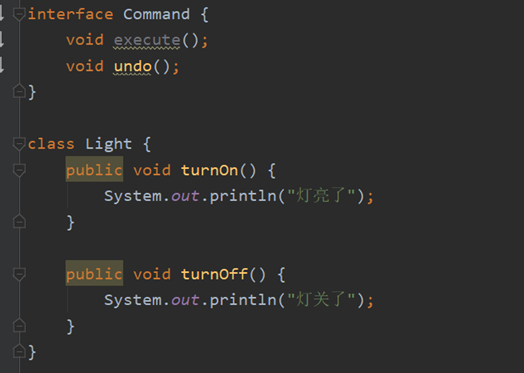 interface Command {
void execute();
void undo();
}
class Light {
public void turnOn() {
System.out.println("灯亮了");
}
public void turnOff() {
System.out.println("灯关了");
}
}